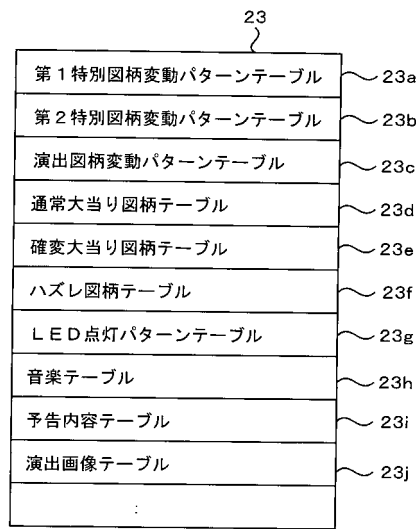 23
第1特別図柄変動パターンテーブル 23a
第2特別図柄変動パターンテーブル 23b
演出図柄変動パターンテーブル 23c
通常大当り図柄テーブル 23d
確変大当り図柄テーブル 23e
ハズレ図柄テーブル 23f
LED点灯パターンテーブル 23g
音楽テーブル 23h
予告内容テーブル 23i
演出画像テーブル 23j
: